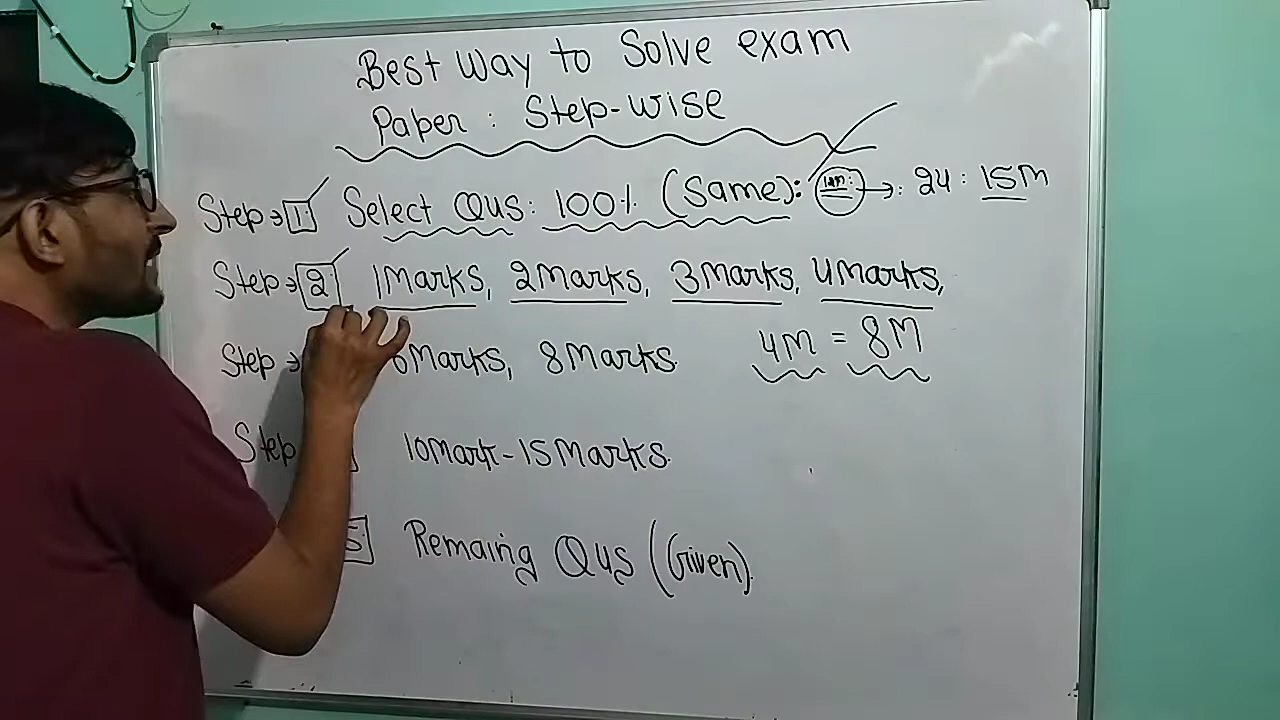 Best Way to Solve exam
Paper : Step-wise
Step → 1 Select Qus: 100% (Same): → : 24 : 15M
Step → 2 1Marks, 2Marks, 3Marks, 4Marks,
Step → 6Marks, 8Marks 4M = 8M
Step 10Mark-15Marks.
5 Remaing Qus (Given).